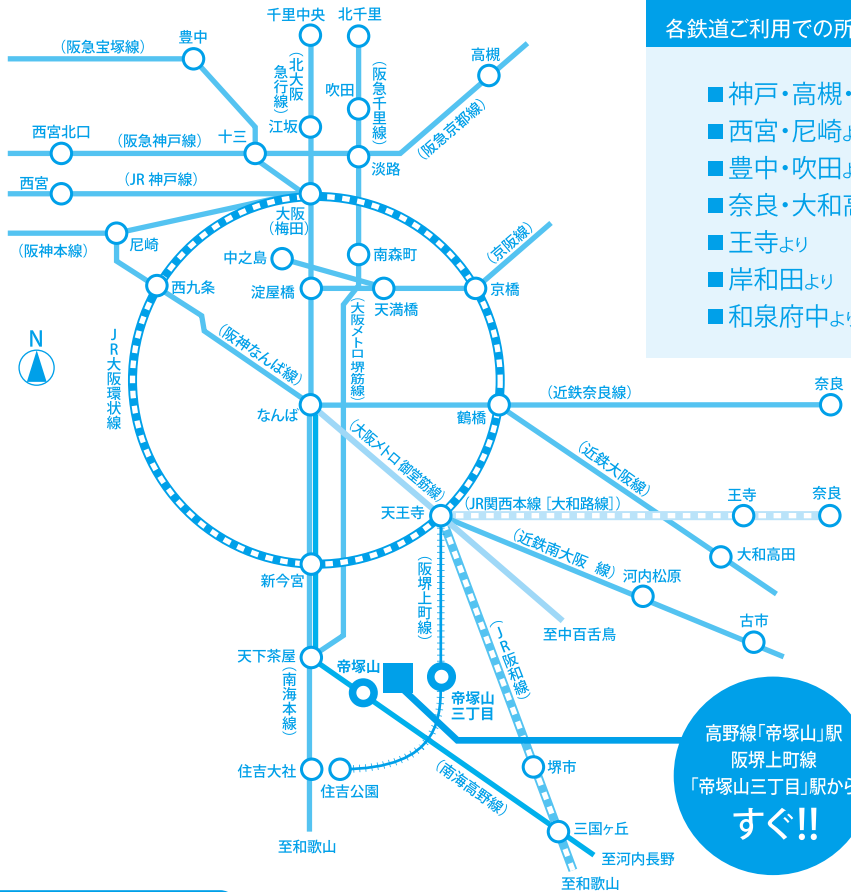 千里中央
北千里
豊中
(阪急宝塚線)
(北大阪
急行線)
(阪急千里線)
高槻
吹田
江坂
(阪急京都線)
西宮北口
(阪急神戸線)
十三
淡路
西宮
(JR 神戸線)
大阪
(梅田)
尼崎
(阪神本線)
中之島
南森町
(京阪線)
西九条
淀屋橋
天満橋
京橋
N
JR大阪環状線
(阪神なんば線)
(大阪メトロ 堺筋線)
なんば
鶴橋
(近鉄奈良線)
奈良
(大阪メトロ 御堂筋線)
(近鉄大阪線)
天王寺
(JR関西本線 [大和路線])
王寺
奈良
大和高田
(近鉄南大阪 線)
河内松原
新今宮
(阪堺上町線)
至中百舌鳥
古市
天下茶屋
帝塚山
帝塚山
三丁目
(JR阪和線)
(南海本線)
住吉大社
住吉公園
(南海高野線)
堺市
三国ヶ丘
至和歌山
至河内長野
至和歌山
各鉄道ご利用での所
■神戸・高槻・
■西宮・尼崎よ
■豊中・吹田よ
■奈良・大和高
■王寺より
■岸和田より
■和泉府中より
高野線「帝塚山」駅
阪堺上町線
「帝塚山三丁目」駅から
すぐ!!